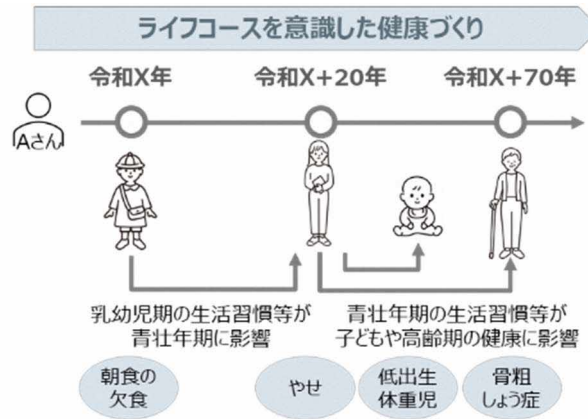 ライフコースを意識した健康づくり
令和X年
令和X+20年
令和X+70年
Aさん
乳幼児期の生活習慣等が
青壮年期に影響
青壮年期の生活習慣等が
子どもや高齢期の健康に影響
朝食の
欠食
やせ
低出生
体重児
骨粗
しょう症